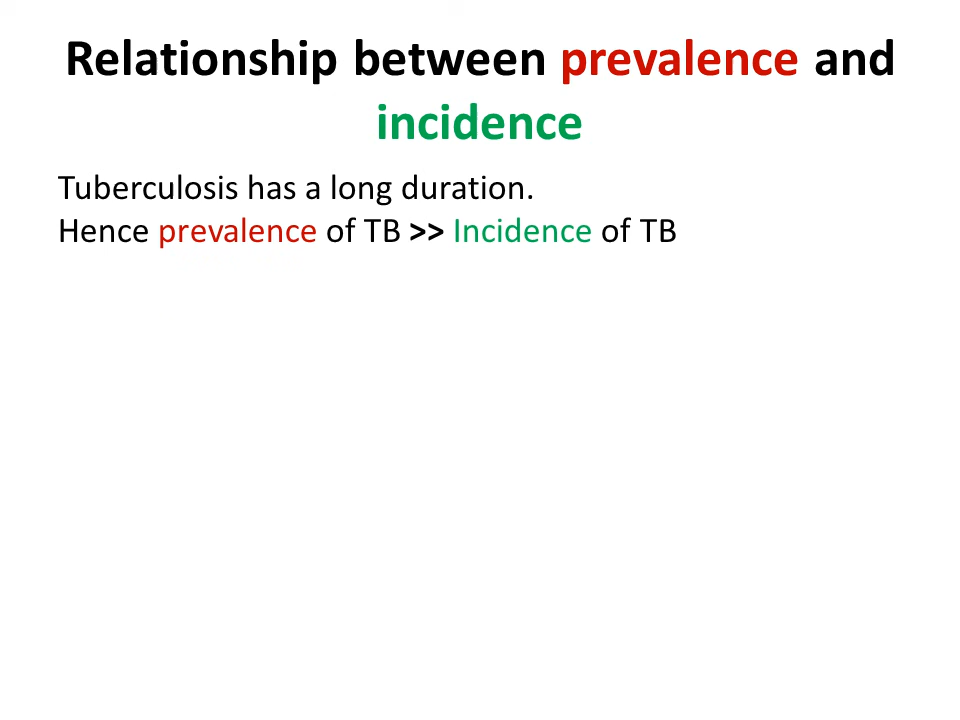 Relationship between prevalence and
incidence
Tuberculosis has a long duration.
Hence prevalence of TB >> Incidence of TB